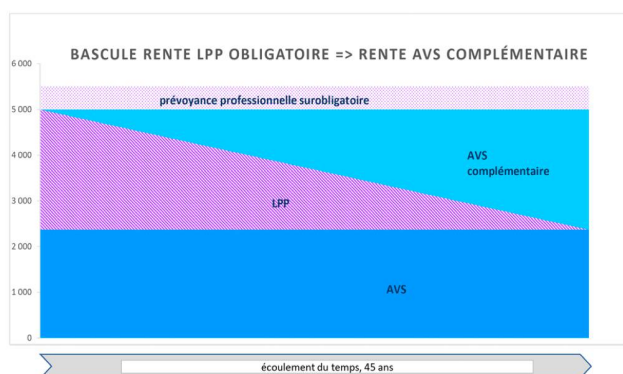 BASCULE RENTE LPP OBLIGATOIRE => RENTE AVS COMPLÉMENTAIRE
6 000
prévoyance professionnelle surobligatoire
5 000
AVS
complémentaire
4 000
3 000
LPP
2 000
AVS
1 000
0
écoulement du temps, 45 ans